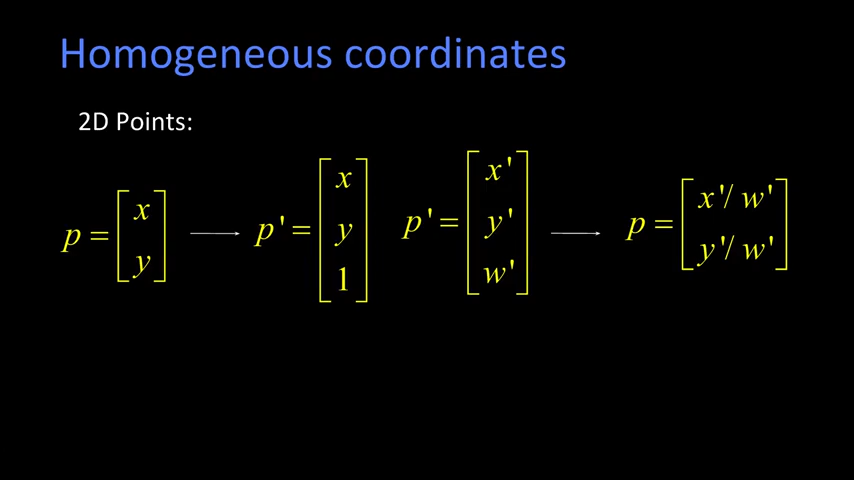 Homogeneous coordinates
2D Points:
p = [ x y ] → p' = [ x y 1 ] p' = [ x' y' w' ] → p = [ x'/ w' y'/ w' ]